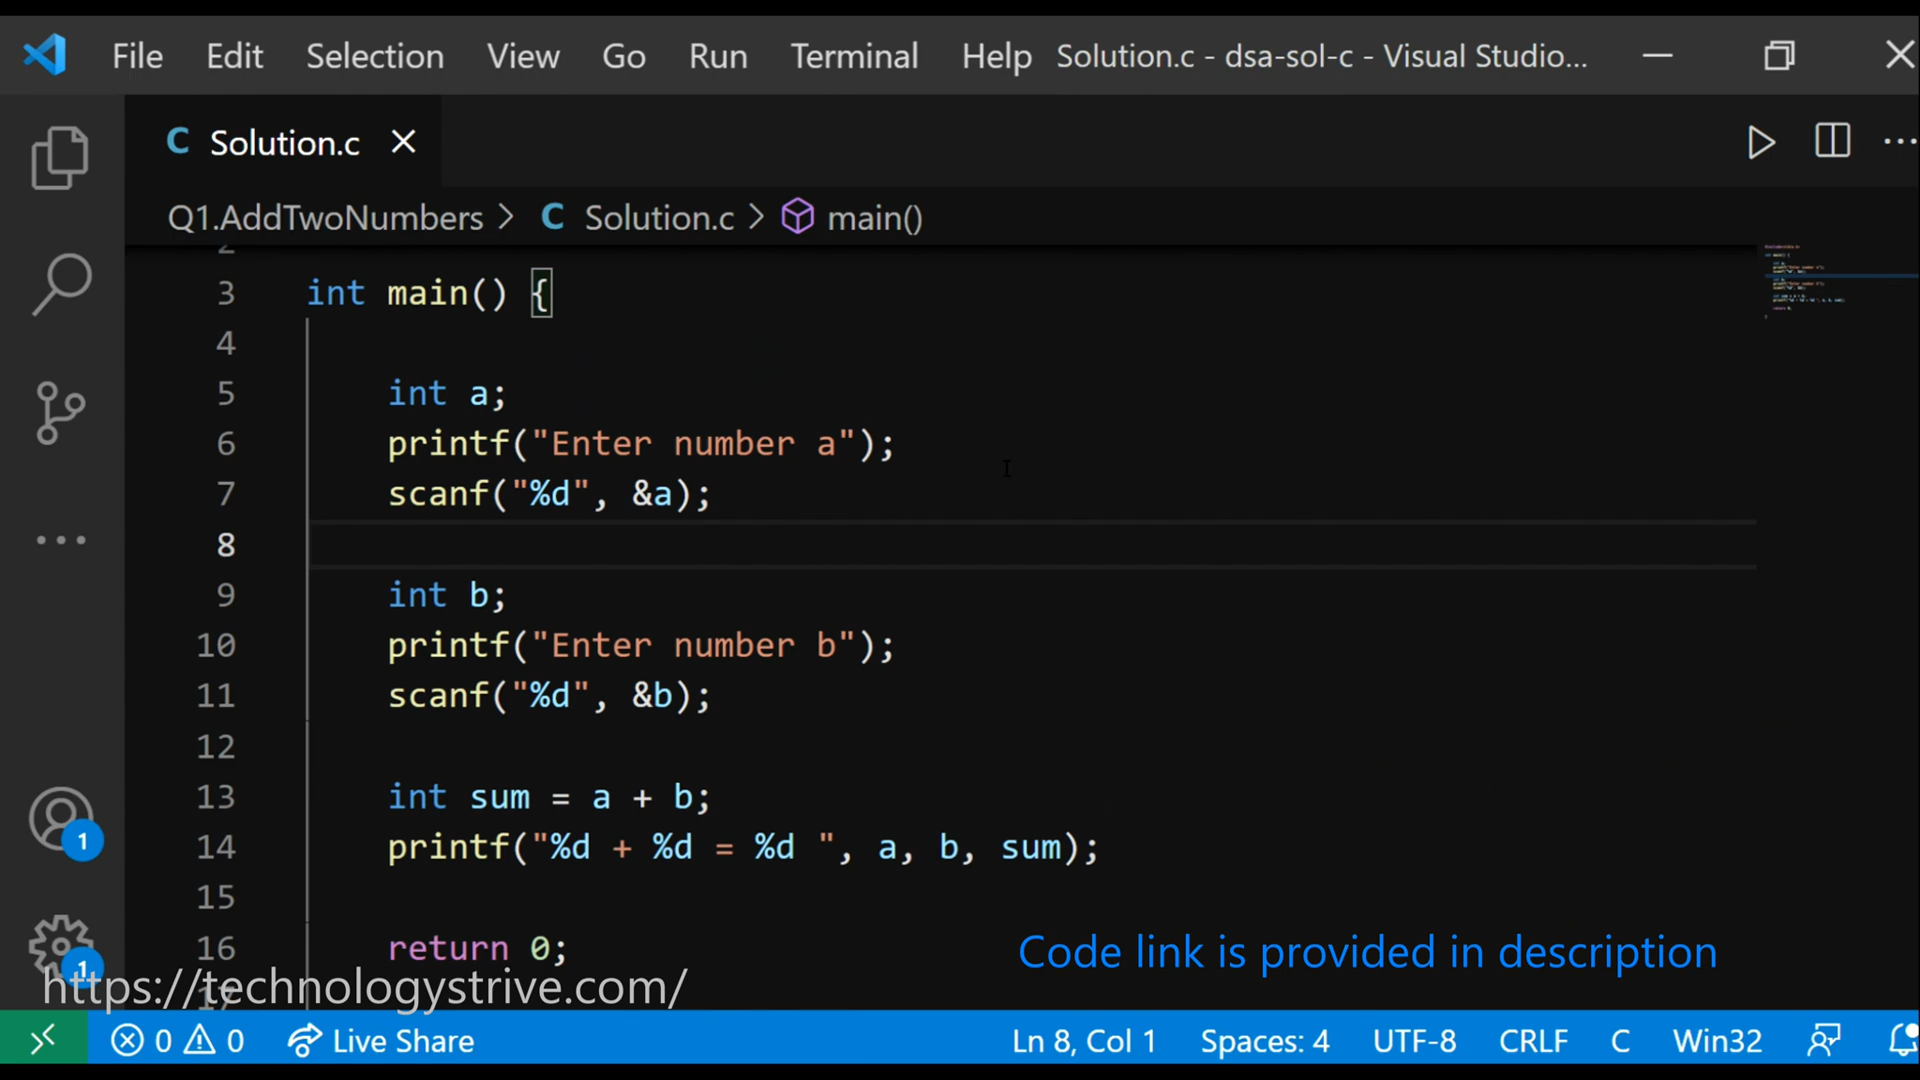 File Edit Selection View Go Run Terminal Help Solution.c - dsa-sol-c - Visual Studio...
C Solution.c
Q1.AddTwoNumbers > C Solution.c > main()
2
3 int main() {
4
5 int a;
6 printf("Enter number a");
7 scanf("%d", &a);
8
9 int b;
10 printf("Enter number b");
11 scanf("%d", &b);
12
13 int sum = a + b;
14 printf("%d + %d = %d ", a, b, sum);
15
16 return 0;
17
1
1
Code link is provided in description
https://technologystrive.com/
0 0 Live Share Ln 8, Col 1 Spaces: 4 UTF-8 CRLF C Win32